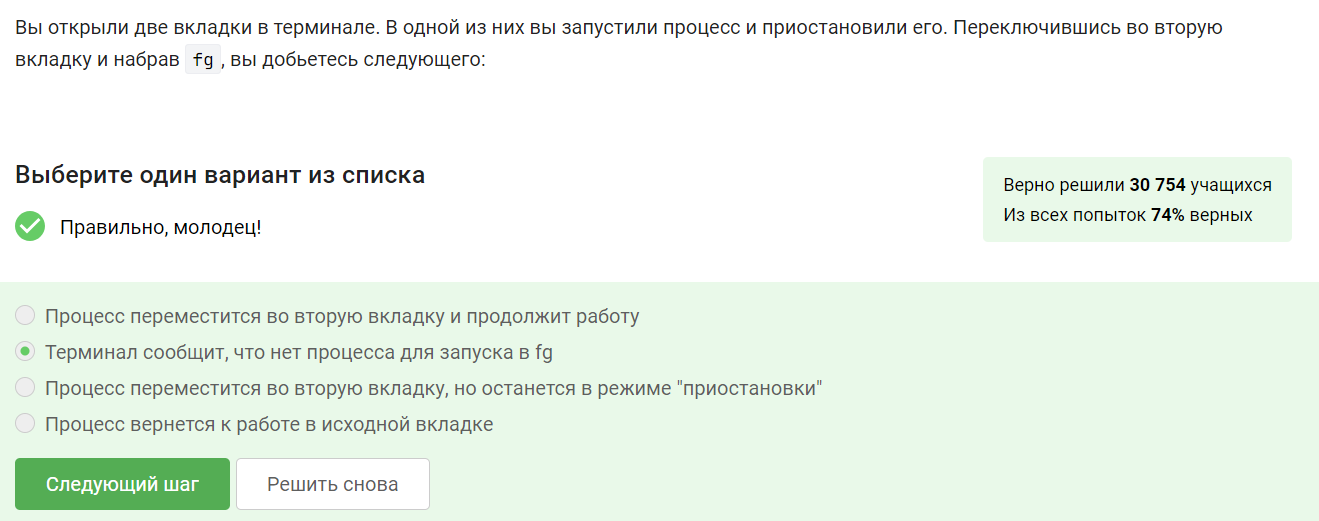 Вы открыли две вкладки в терминале. В одной из них вы запустили процесс и приостановили его. Переключившись во вторую
вкладку и набрав fg, вы добьетесь следующего:
Выберите один вариант из списка
Правильно, молодец!
Верно решили 30 754 учащихся
Из всех попыток 74% верных
Процесс переместится во вторую вкладку и продолжит работу
Терминал сообщит, что нет процесса для запуска в fg
Процесс переместится во вторую вкладку, но останется в режиме "приостановки"
Процесс вернется к работе в исходной вкладке
Следующий шаг
Решить снова